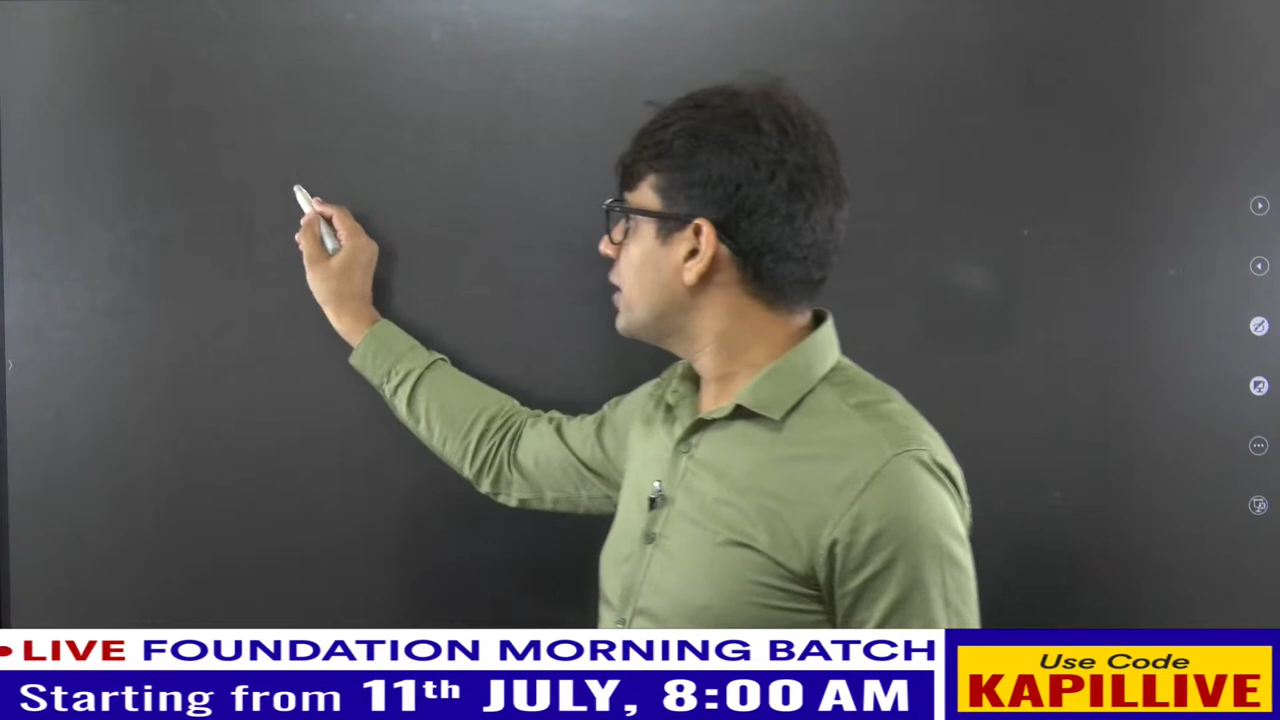 LIVE FOUNDATION MORNING BATCH
Starting from 11th JULY, 8:00 AM
Use Code
KAPILLIVE